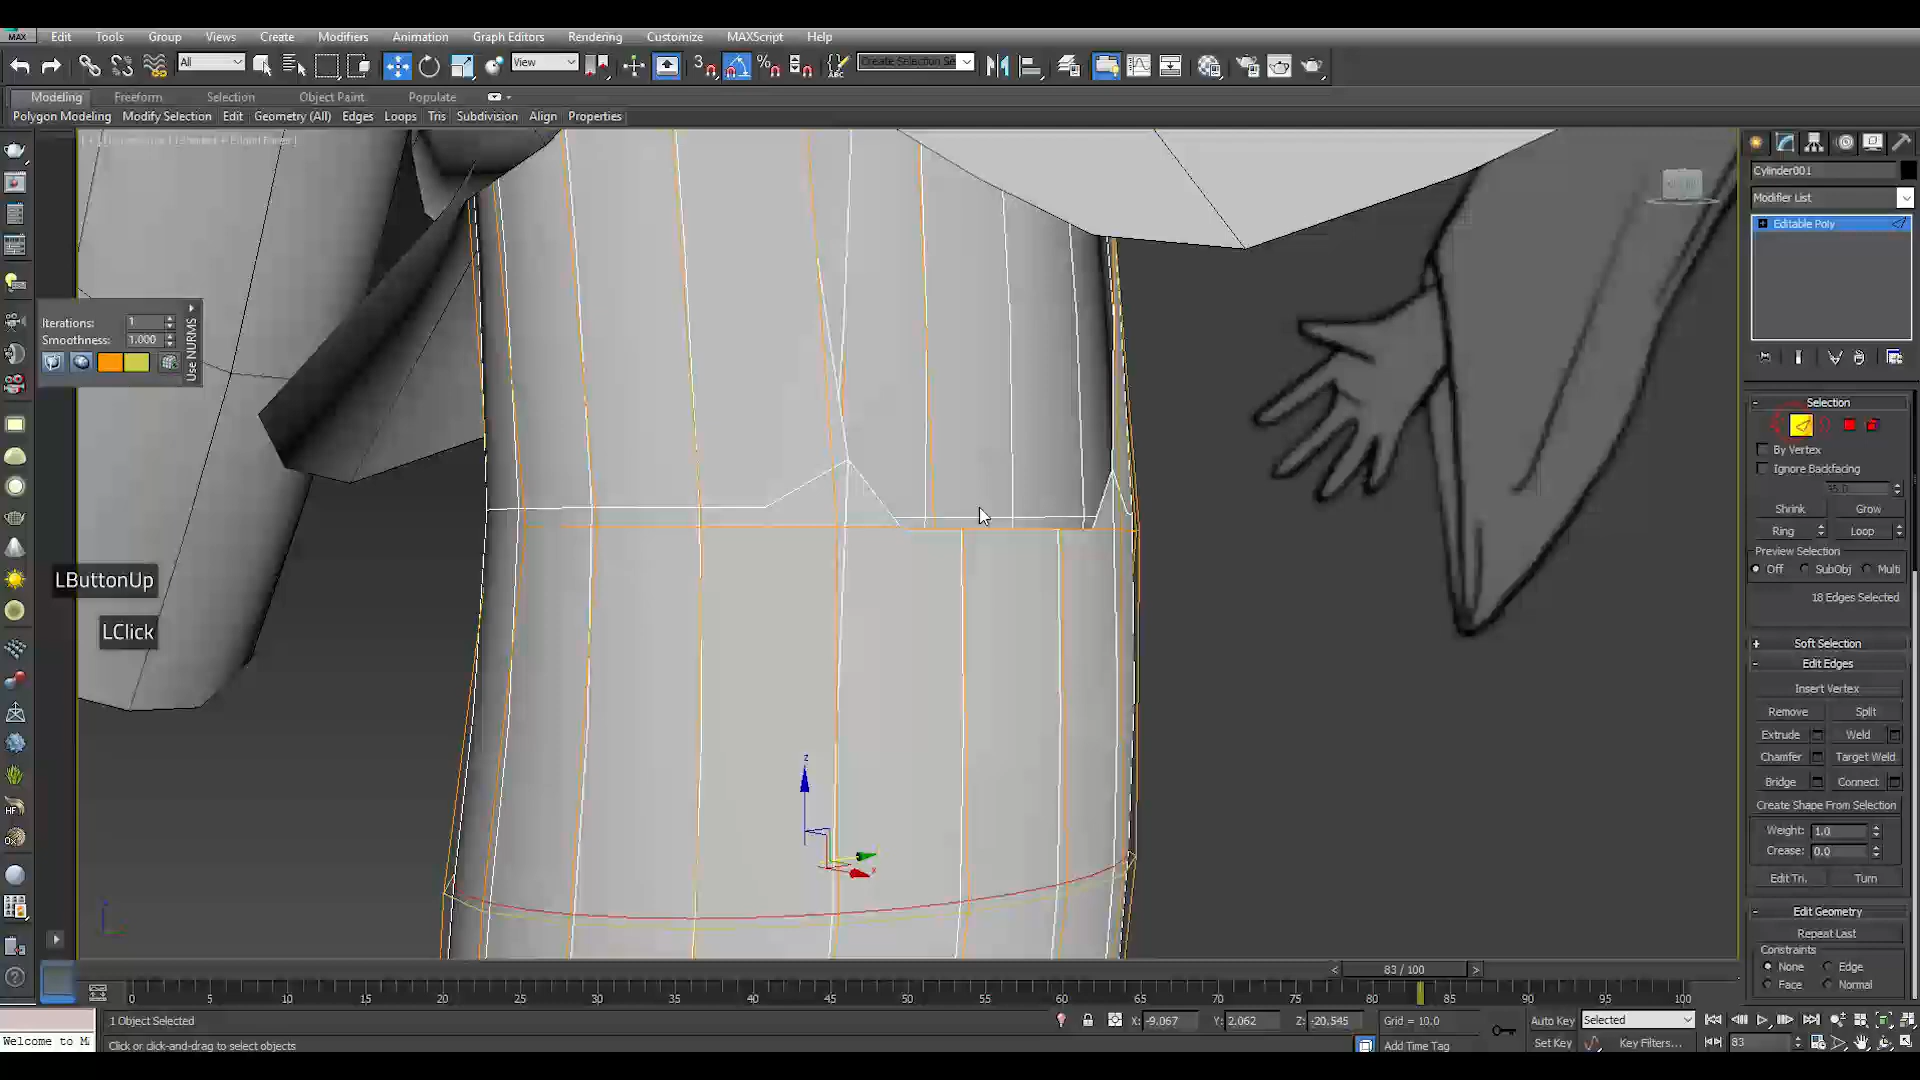 MAX
Edit Tools Group Views Create Modifiers Animation Graph Editors Rendering Customize MAXScript Help
All View 3 Create Selection Se
Modeling Freeform Selection Object Paint Populate
Polygon Modeling Modify Selection Edit Geometry (All) Edges Loops Tris Subdivision Align Properties
Cylinder001
Modifier List
Editable Poly
Iterations: 1
Smoothness: 1.000
Use NURMS
Selection
By Vertex
Ignore Backfacing
Shrink Grow
Ring Loop
Preview Selection
Off SubObj Multi
18 Edges Selected
LButtonUp
LClick
Soft Selection
Edit Edges
Insert Vertex
Remove Split
Extrude Weld
Chamfer Target Weld
Bridge Connect
Create Shape From Selection
Weight: 1.0
Crease: 0.0
Edit Tri. Turn
Edit Geometry
Repeat Last
Constraints
None Edge
Face Normal
z
x
HF
< 83 / 100 >
0 5 10 15 20 25 30 35 40 45 50 55 60 65 70 75 80 85 90 95 100
1 Object Selected X: -9.067 Y: 2.062 Z: -20.545 Grid = 10.0 Auto Key Selected
Welcome to M Click or click-and-drag to select objects Add Time Tag Set Key Key Filters... 83